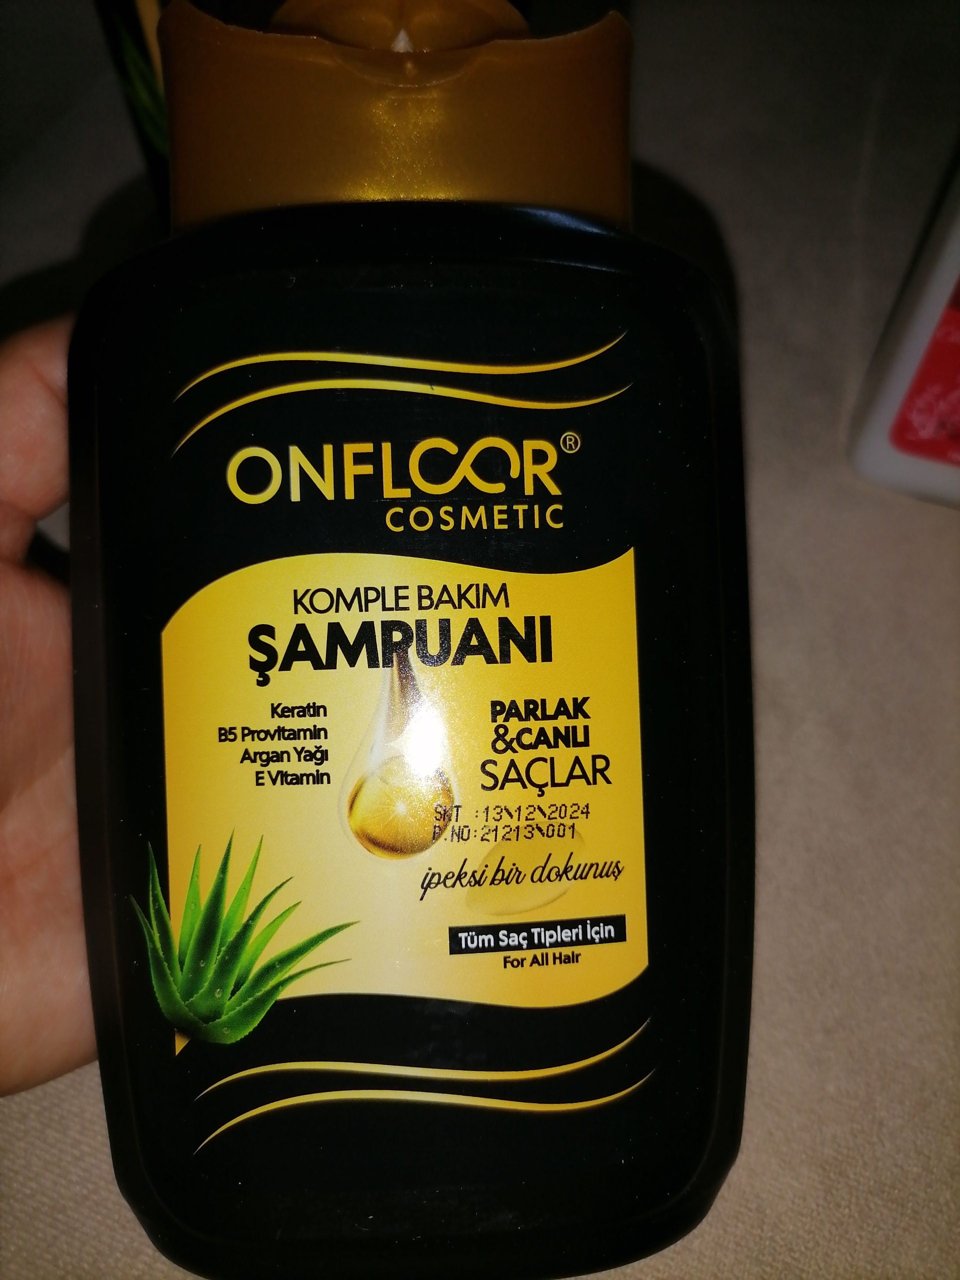 ONFLOOR®
COSMETIC
KOMPLE BAKIM
ŞAMPUANI
Keratin
B5 Provitamin
Argan Yağı
E Vitamin
PARLAK
&CANLI
SAÇLAR
SKT :13\12\2024
P.NO:21213\001
ipeksi bir dokunuş
Tüm Saç Tipleri İçin
For All Hair